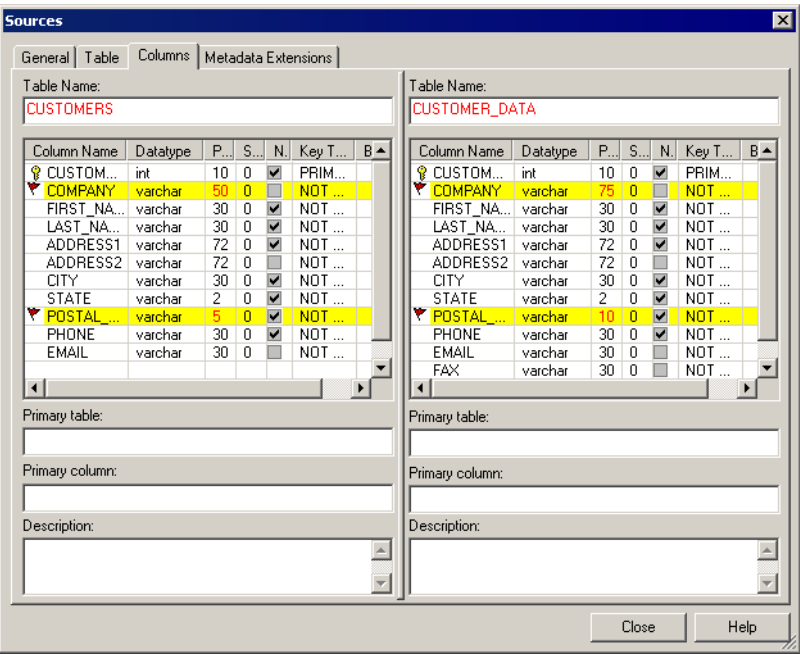 Sources
General Table Columns Metadata Extensions
Table Name:
CUSTOMERS
Column Name Datatype P... S... N. Key T... B
CUSTOM... int 10 0 PRIM...
COMPANY varchar 50 0 NOT ...
FIRST_NA... varchar 30 0 NOT ...
LAST_NA... varchar 30 0 NOT ...
ADDRESS1 varchar 72 0 NOT ...
ADDRESS2 varchar 72 0 NOT ...
CITY varchar 30 0 NOT ...
STATE varchar 2 0 NOT ...
POSTAL_... varchar 5 0 NOT ...
PHONE varchar 30 0 NOT ...
EMAIL varchar 30 0 NOT ...
Primary table:
Primary column:
Description:
Table Name:
CUSTOMER_DATA
Column Name Datatype P... S... N. Key T... B
CUSTOM... int 10 0 PRIM...
COMPANY varchar 75 0 NOT ...
FIRST_NA... varchar 30 0 NOT ...
LAST_NA... varchar 30 0 NOT ...
ADDRESS1 varchar 72 0 NOT ...
ADDRESS2 varchar 72 0 NOT ...
CITY varchar 30 0 NOT ...
STATE varchar 2 0 NOT ...
POSTAL_... varchar 10 0 NOT ...
PHONE varchar 30 0 NOT ...
EMAIL varchar 30 0 NOT ...
FAX varchar 30 0 NOT ...
Primary table:
Primary column:
Description:
Close Help